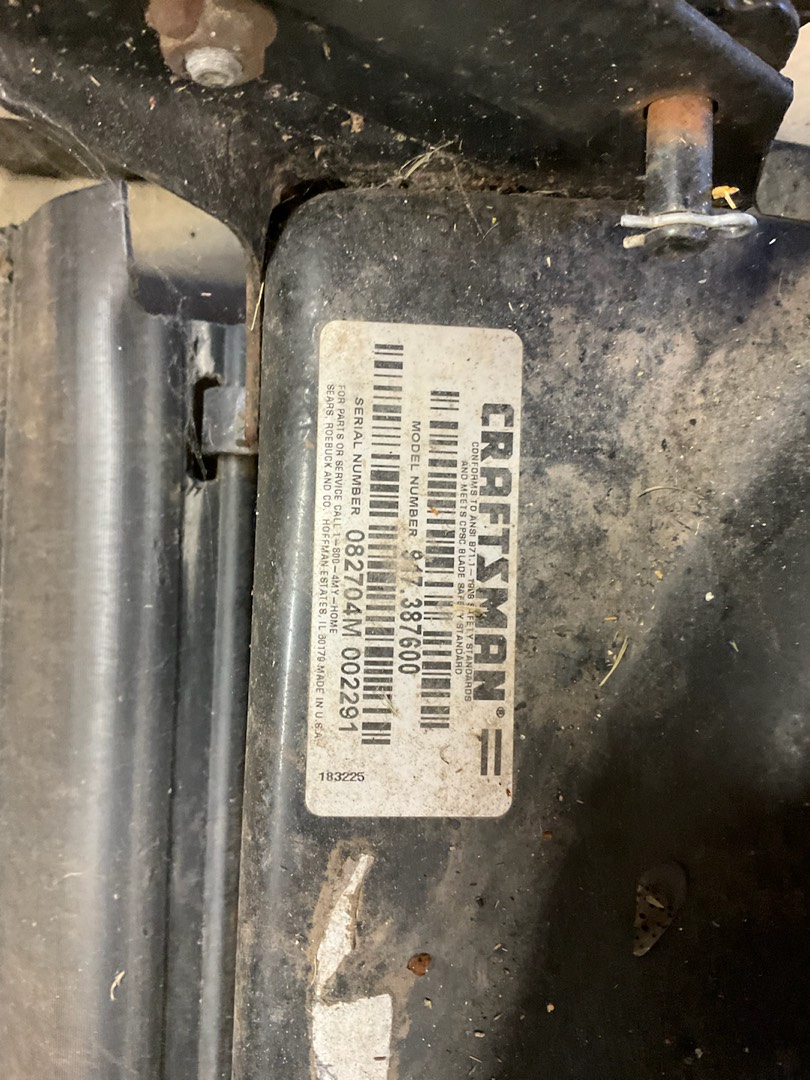 CRAFTSMAN®
CONFORMS TO ANSI B71.1- SAFETY STANDARDS
AND MEETS CPSC BLADE SAFETY STANDARD
MODEL NUMBER 917.387600
SERIAL NUMBER 082704M 002291
FOR PARTS OR SERVICE CALL 1-800-4MY-HOME
SEARS, ROEBUCK AND CO. HOFFMAN ESTATES, IL 60179 MADE IN U.S.A.
183225